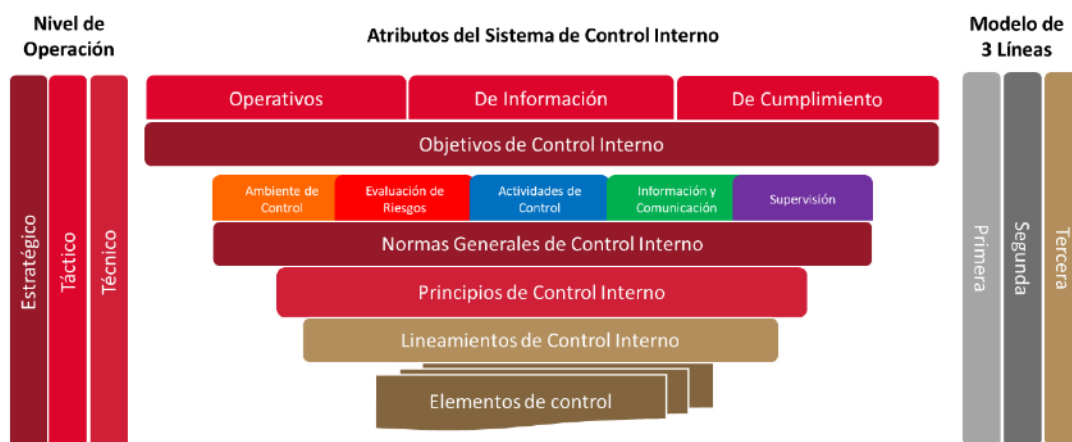 Nivel de
Operación
Atributos del Sistema de Control Interno
Modelo de
3 Líneas
Estratégico
Táctico
Técnico
Operativos
De Información
De Cumplimiento
Objetivos de Control Interno
Ambiente de
Control
Evaluación de
Riesgos
Actividades de
Control
Información y
Comunicación
Supervisión
Normas Generales de Control Interno
Principios de Control Interno
Lineamientos de Control Interno
Elementos de control
Primera
Segunda
Tercera